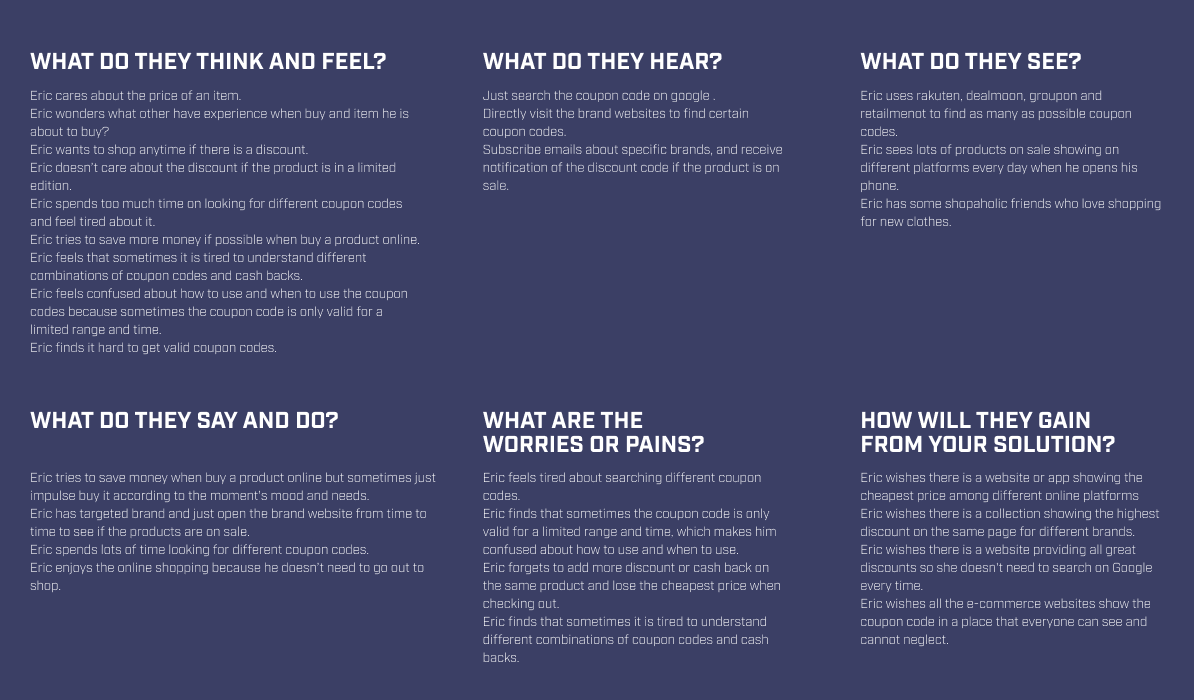 WHAT DO THEY THINK AND FEEL?
Eric cares about the price of an item.
Eric wonders what other have experience when buy and item he is
about to buy?
Eric wants to shop anytime if there is a discount.
Eric doesn't care about the discount if the product is in a limited
edition.
Eric spends too much time on looking for different coupon codes
and feel tired about it.
Eric tries to save more money if possible when buy a product online.
Eric feels that sometimes it is tired to understand different
combinations of coupon codes and cash backs.
Eric feels confused about how to use and when to use the coupon
codes because sometimes the coupon code is only valid for a
limited range and time.
Eric finds it hard to get valid coupon codes.
WHAT DO THEY HEAR?
Just search the coupon code on google .
Directly visit the brand websites to find certain
coupon codes.
Subscribe emails about specific brands, and receive
notification of the discount code if the product is on
sale.
WHAT DO THEY SEE?
Eric uses rakuten, dealmoon, groupon and
retailmenot to find as many as possible coupon
codes.
Eric sees lots of products on sale showing on
different platforms every day when he opens his
phone.
Eric has some shopaholic friends who love shopping
for new clothes.
WHAT DO THEY SAY AND DO?
Eric tries to save money when buy a product online but sometimes just
impulse buy it according to the moment's mood and needs.
Eric has targeted brand and just open the brand website from time to
time to see if the products are on sale.
Eric spends lots of time looking for different coupon codes.
Eric enjoys the online shopping because he doesn't need to go out to
shop.
WHAT ARE THE
WORRIES OR PAINS?
Eric feels tired about searching different coupon
codes.
Eric finds that sometimes the coupon code is only
valid for a limited range and time, which makes him
confused about how to use and when to use.
Eric forgets to add more discount or cash back on
the same product and lose the cheapest price when
checking out.
Eric finds that sometimes it is tired to understand
different combinations of coupon codes and cash
backs.
HOW WILL THEY GAIN
FROM YOUR SOLUTION?
Eric wishes there is a website or app showing the
cheapest price among different online platforms
Eric wishes there is a collection showing the highest
discount on the same page for different brands.
Eric wishes there is a website providing all great
discounts so she doesn't need to search on Google
every time.
Eric wishes all the e-commerce websites show the
coupon code in a place that everyone can see and
cannot neglect.